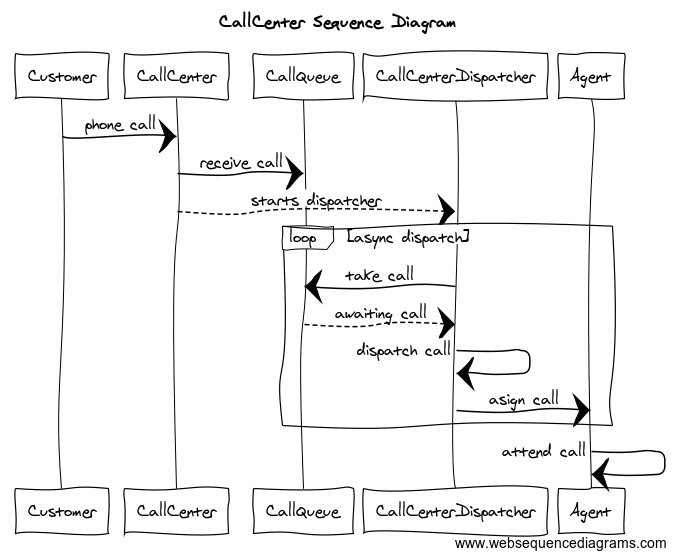 CallCenter Sequence Diagram
Customer
CallCenter
CallQueue
CallCenterDispatcher
Agent
phone call
receive call
starts dispatcher
loop
[async dispatch]
take call
awaiting call
dispatch call
asign call
attend call
Customer
CallCenter
CallQueue
CallCenterDispatcher
Agent
www.websequencediagrams.com